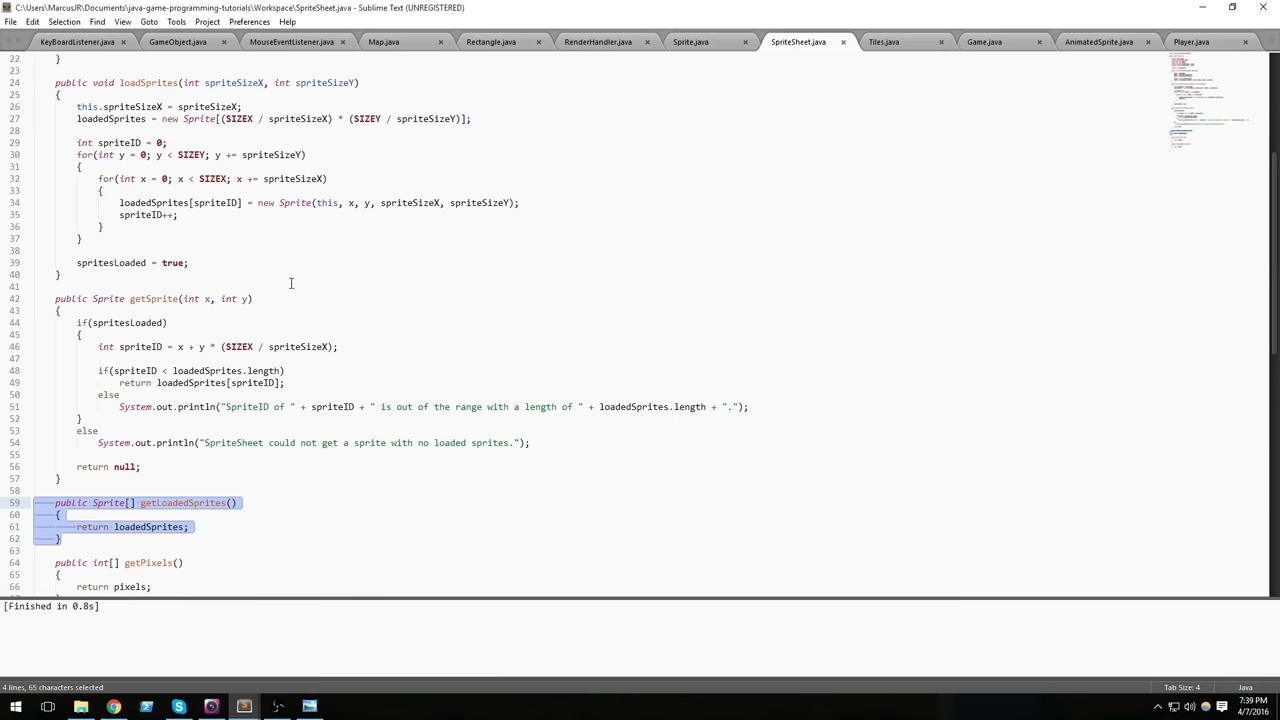 C:\Users\MarcusJR\Documents\java-game-programming-tutorials\Workspace\SpriteSheet.java - Sublime Text (UNREGISTERED)
File Edit Selection Find View Goto Tools Project Preferences Help
KeyBoardListener.java GameObject.java MouseEventListener.java Map.java Rectangle.java RenderHandler.java Sprite.java SpriteSheet.java Tiles.java Game.java AnimatedSprite.java Player.java
22 }
23
24 public void loadSprites(int spriteSizeX, int spriteSizeY)
25 {
26 this.spriteSizeX = spriteSizeX;
27 loadedSprites = new Sprite[(SIZEX / spriteSizeX) * (SIZEY / spriteSizeY)];
28
29 int spriteID = 0;
30 for(int y = 0; y < SIZEY; y += spriteSizeY)
31 {
32 for(int x = 0; x < SIZEX; x += spriteSizeX)
33 {
34 loadedSprites[spriteID] = new Sprite(this, x, y, spriteSizeX, spriteSizeY);
35 spriteID++;
36 }
37 }
38
39 spritesLoaded = true;
40 }
41
42 public Sprite getSprite(int x, int y)
43 {
44 if(spritesLoaded)
45 {
46 int spriteID = x + y * (SIZEX / spriteSizeX);
47
48 if(spriteID < loadedSprites.length)
49 return loadedSprites[spriteID];
50 else
51 System.out.println("SpriteID of " + spriteID + " is out of the range with a length of " + loadedSprites.length + ".");
52 }
53 else
54 System.out.println("SpriteSheet could not get a sprite with no loaded sprites.");
55
56 return null;
57 }
58
59 public Sprite[] getLoadedSprites()
60 {
61 return loadedSprites;
62 }
63
64 public int[] getPixels()
65 {
66 return pixels;
[Finished in 0.8s]
4 lines, 65 characters selected Tab Size: 4 Java
7:39 PM
4/7/2016